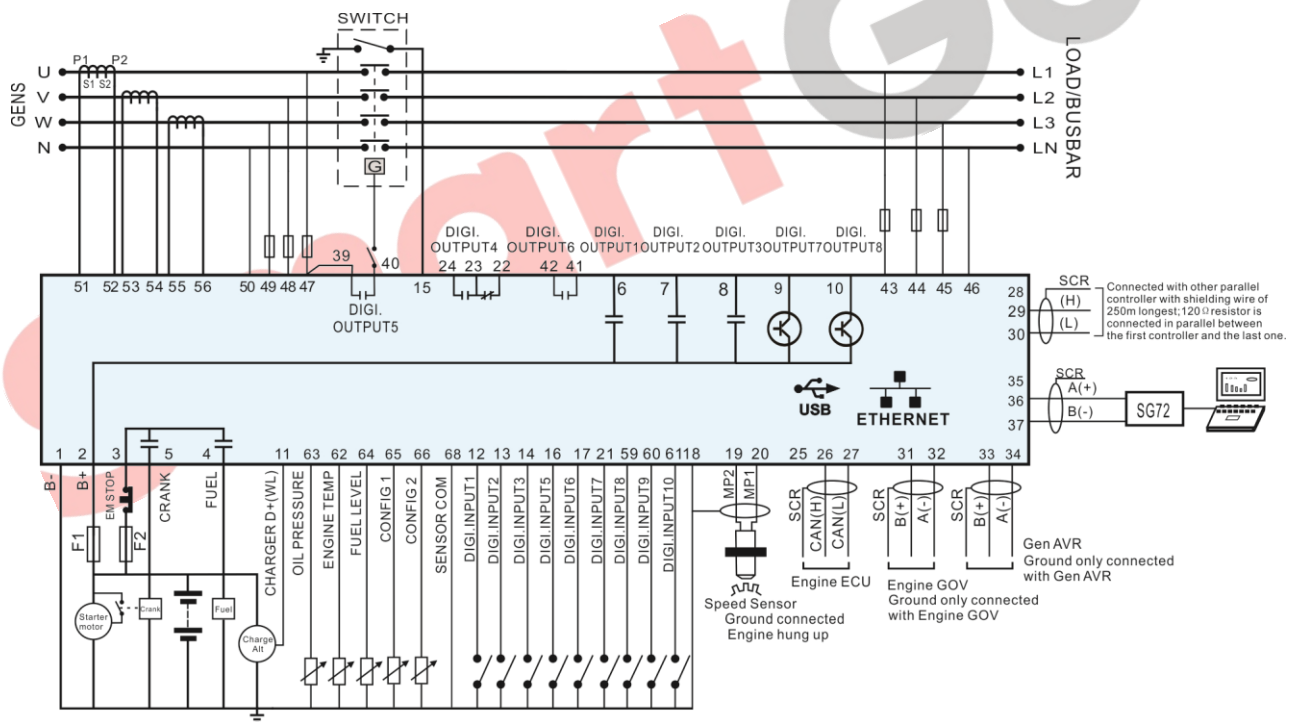 SWITCH
GENS
P1 P2
S1 S2
U
V
W
N
G
L1
L2
L3
LN
LOAD/BUSBAR
SmartGe
DIGI. DIGI. DIGI. DIGI. DIGI. DIGI. DIGI.
OUTPUT4 OUTPUT6 OUTPUT1 OUTPUT2 OUTPUT3 OUTPUT7 OUTPUT8
39 40 24 23 22 42 41
51 52 53 54 55 56 50 49 48 47 15 6 7 8 9 10 43 44 45 46
DIGI.
OUTPUT5
28
29
30
SCR
(H)
(L)
Connected with other parallel
controller with shielding wire of
250m longest;120Ω resistor is
connected in parallel between
the first controller and the last one.
USB
ETHERNET
35
36
37
SCR
A(+)
B(-)
SG72
1 2 3 5 4 11 63 62 64 65 66 68 12 13 14 16 17 21 59 60 61 18 19 20 25 26 27 31 32 33 34
B-
B+
EM STOP
CRANK
FUEL
CHARGER D+(WL)
OIL PRESSURE
ENGINE TEMP
FUEL LEVEL
CONFIG 1
CONFIG 2
SENSOR COM
DIGI.INPUT1
DIGI.INPUT2
DIGI.INPUT3
DIGI.INPUT5
DIGI.INPUT6
DIGI.INPUT7
DIGI.INPUT8
DIGI.INPUT9
DIGI.INPUT10
MP2
MP1
SCR
CAN(H)
CAN(L)
SCR
B(+)
A(-)
SCR
B(+)
A(-)
F1
F2
Starter
motor
Crank
Fuel
Charge
Alt
Speed Sensor
Ground connected
Engine hung up
Engine ECU
Engine GOV
Ground only connected
with Engine GOV
Gen AVR
Ground only connected
with Gen AVR